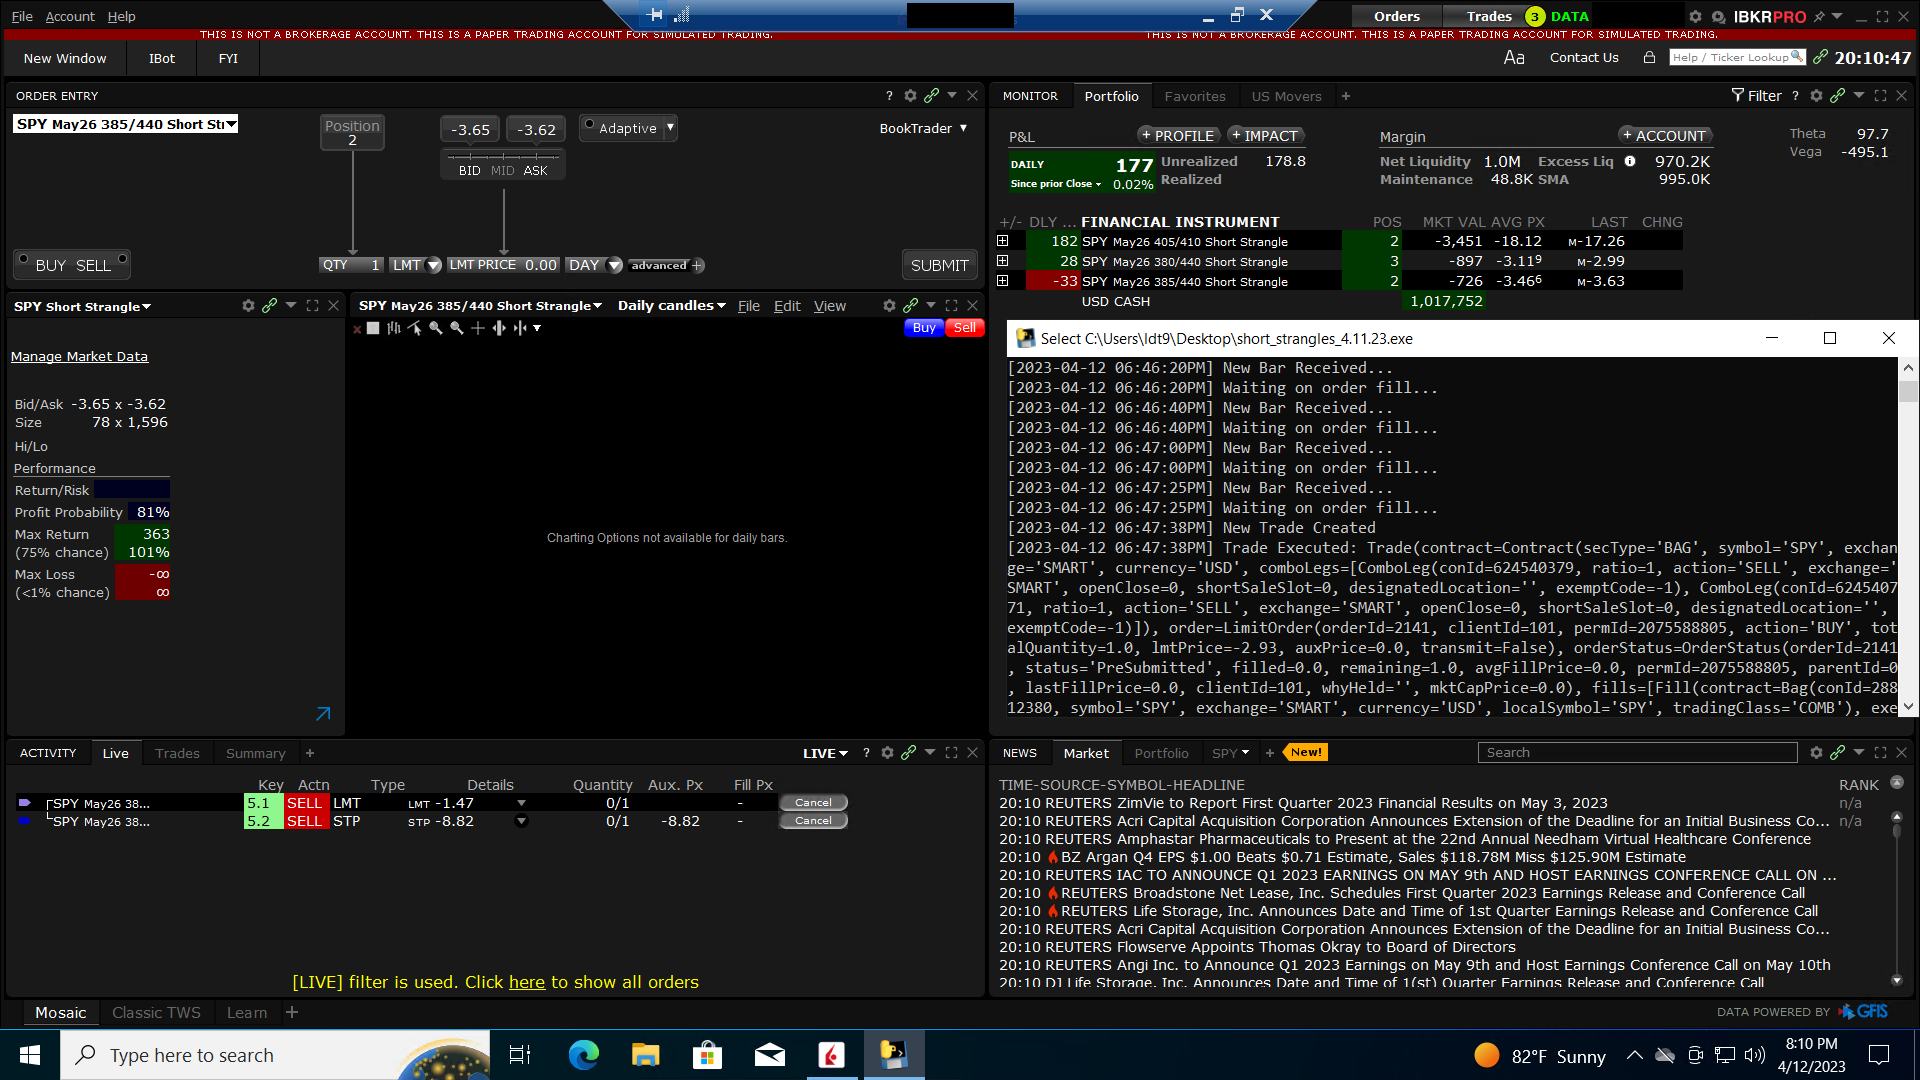 File Account Help
Orders Trades 3 DATA IBKRPRO
THIS IS NOT A BROKERAGE ACCOUNT. THIS IS A PAPER TRADING ACCOUNT FOR SIMULATED TRADING. THIS IS NOT A BROKERAGE ACCOUNT. THIS IS A PAPER TRADING ACCOUNT FOR SIMULATED TRADING.
New Window IBot FYI
Aa Contact Us Help / Ticker Lookup 20:10:47
ORDER ENTRY ?
SPY May26 385/440 Short Str
Position
2
-3.65 -3.62
Adaptive
BookTrader
BID MID ASK
BUY SELL QTY 1 LMT LMT PRICE 0.00 DAY advanced + SUBMIT
MONITOR Portfolio Favorites US Movers + Filter ?
P&L + PROFILE + IMPACT Margin + ACCOUNT Theta 97.7
Vega -495.1
DAILY 177 Unrealized 178.8 Net Liquidity 1.0M Excess Liq 970.2K
Since prior Close 0.02% Realized Maintenance 48.8K SMA 995.0K
+/- DLY ... FINANCIAL INSTRUMENT POS MKT VAL AVG PX LAST CHNG
182 SPY May26 405/410 Short Strangle 2 -3,451 -18.12 M-17.26
28 SPY May26 380/440 Short Strangle 3 -897 -3.119 M-2.99
-33 SPY May26 385/440 Short Strangle 2 -726 -3.466 M-3.63
USD CASH 1,017,752
SPY Short Strangle
Manage Market Data
Bid/Ask -3.65 x -3.62
Size 78 x 1,596
Hi/Lo
Performance
Return/Risk
Profit Probability 81%
Max Return 363
(75% chance) 101%
Max Loss -∞
(<1% chance) ∞
SPY May26 385/440 Short Strangle Daily candles File Edit View
Buy Sell
Charting Options not available for daily bars.
Select C:\Users\ldt9\Desktop\short_strangles_4.11.23.exe
[2023-04-12 06:46:20PM] New Bar Received...
[2023-04-12 06:46:20PM] Waiting on order fill...
[2023-04-12 06:46:40PM] New Bar Received...
[2023-04-12 06:46:40PM] Waiting on order fill...
[2023-04-12 06:47:00PM] New Bar Received...
[2023-04-12 06:47:00PM] Waiting on order fill...
[2023-04-12 06:47:25PM] New Bar Received...
[2023-04-12 06:47:25PM] Waiting on order fill...
[2023-04-12 06:47:38PM] New Trade Created
[2023-04-12 06:47:38PM] Trade Executed: Trade(contract=Contract(secType='BAG', symbol='SPY', exchan
ge='SMART', currency='USD', comboLegs=[ComboLeg(conId=624540379, ratio=1, action='SELL', exchange='
SMART', openClose=0, shortSaleSlot=0, designatedLocation='', exemptCode=-1), ComboLeg(conId=6245407
71, ratio=1, action='SELL', exchange='SMART', openClose=0, shortSaleSlot=0, designatedLocation='',
exemptCode=-1)]), order=LimitOrder(orderId=2141, clientId=101, permId=2075588805, action='BUY', tot
alQuantity=1.0, lmtPrice=-2.93, auxPrice=0.0, transmit=False), orderStatus=OrderStatus(orderId=2141
, status='PreSubmitted', filled=0.0, remaining=1.0, avgFillPrice=0.0, permId=2075588805, parentId=0
, lastFillPrice=0.0, clientId=101, whyHeld='', mktCapPrice=0.0), fills=[Fill(contract=Bag(conId=288
12380, symbol='SPY', exchange='SMART', currency='USD', localSymbol='SPY', tradingClass='COMB'), exe
ACTIVITY Live Trades Summary + LIVE ?
Key Actn Type Details Quantity Aux. Px Fill Px
SPY May26 38... 5.1 SELL LMT LMT -1.47 0/1 - Cancel
SPY May26 38... 5.2 SELL STP STP -8.82 0/1 -8.82 - Cancel
[LIVE] filter is used. Click here to show all orders
NEWS Market Portfolio SPY + New! Search
TIME-SOURCE-SYMBOL-HEADLINE RANK
20:10 REUTERS ZimVie to Report First Quarter 2023 Financial Results on May 3, 2023 n/a
20:10 REUTERS Acri Capital Acquisition Corporation Announces Extension of the Deadline for an Initial Business Co... n/a
20:10 REUTERS Amphastar Pharmaceuticals to Present at the 22nd Annual Needham Virtual Healthcare Conference
20:10 BZ Argan Q4 EPS $1.00 Beats $0.71 Estimate, Sales $118.78M Miss $125.90M Estimate
20:10 REUTERS IAC TO ANNOUNCE Q1 2023 EARNINGS ON MAY 9th AND HOST EARNINGS CONFERENCE CALL ON ...
20:10 REUTERS Broadstone Net Lease, Inc. Schedules First Quarter 2023 Earnings Release and Conference Call
20:10 REUTERS Life Storage, Inc. Announces Date and Time of 1st Quarter Earnings Release and Conference Call
20:10 REUTERS Acri Capital Acquisition Corporation Announces Extension of the Deadline for an Initial Business Co...
20:10 REUTERS Flowserve Appoints Thomas Okray to Board of Directors
20:10 REUTERS Angi Inc. to Announce Q1 2023 Earnings on May 9th and Host Earnings Conference Call on May 10th
20:10 DJ Life Storage, Inc. Announces Date and Time of 1(st) Quarter Earnings Release and Conference Call
Mosaic Classic TWS Learn + DATA POWERED BY GFIS
Type here to search
82°F Sunny
8:10 PM
4/12/2023